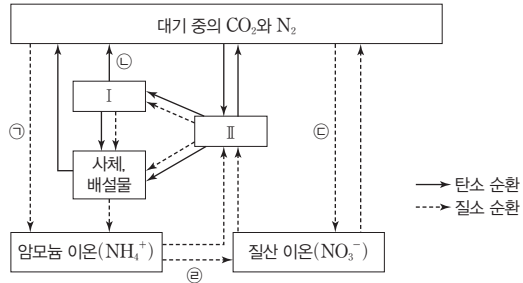 대기 중의 CO₂와 N₂
㉡
Ⅰ
㉠
Ⅱ
㉢
사체,
배설물
탄소 순환
질소 순환
암모늄 이온(NH₄⁺)
질산 이온(NO₃⁻)
㉣